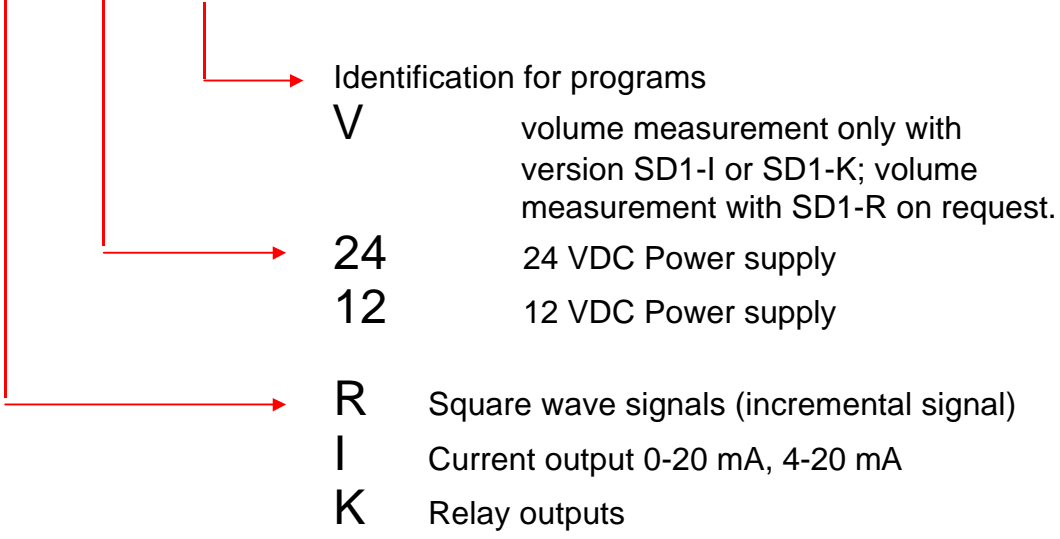 Identification for programs
V volume measurement only with
version SD1-I or SD1-K; volume
measurement with SD1-R on request.
24 24 VDC Power supply
12 12 VDC Power supply
R Square wave signals (incremental signal)
I Current output 0-20 mA, 4-20 mA
K Relay outputs